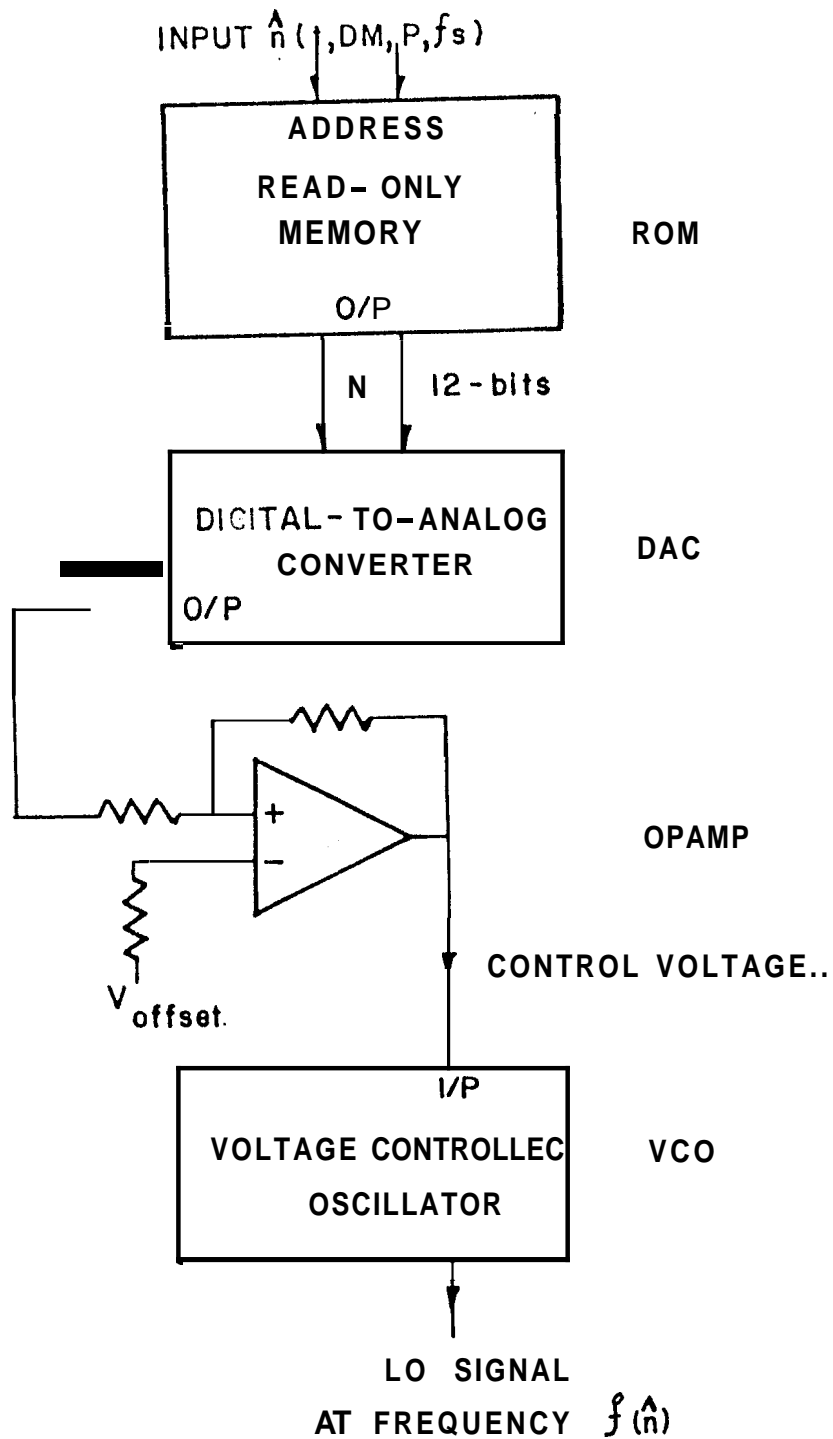 INPUT n̂ (t,DM,P,fs)
ADDRESS
READ-ONLY
MEMORY
ROM
O/P
N 12-bits
DIGITAL-TO-ANALOG
CONVERTER
DAC
O/P
+
−
OPAMP
V offset.
CONTROL VOLTAGE..
I/P
VOLTAGE CONTROLLEC
VCO
OSCILLATOR
LO SIGNAL
AT FREQUENCY f(n̂)